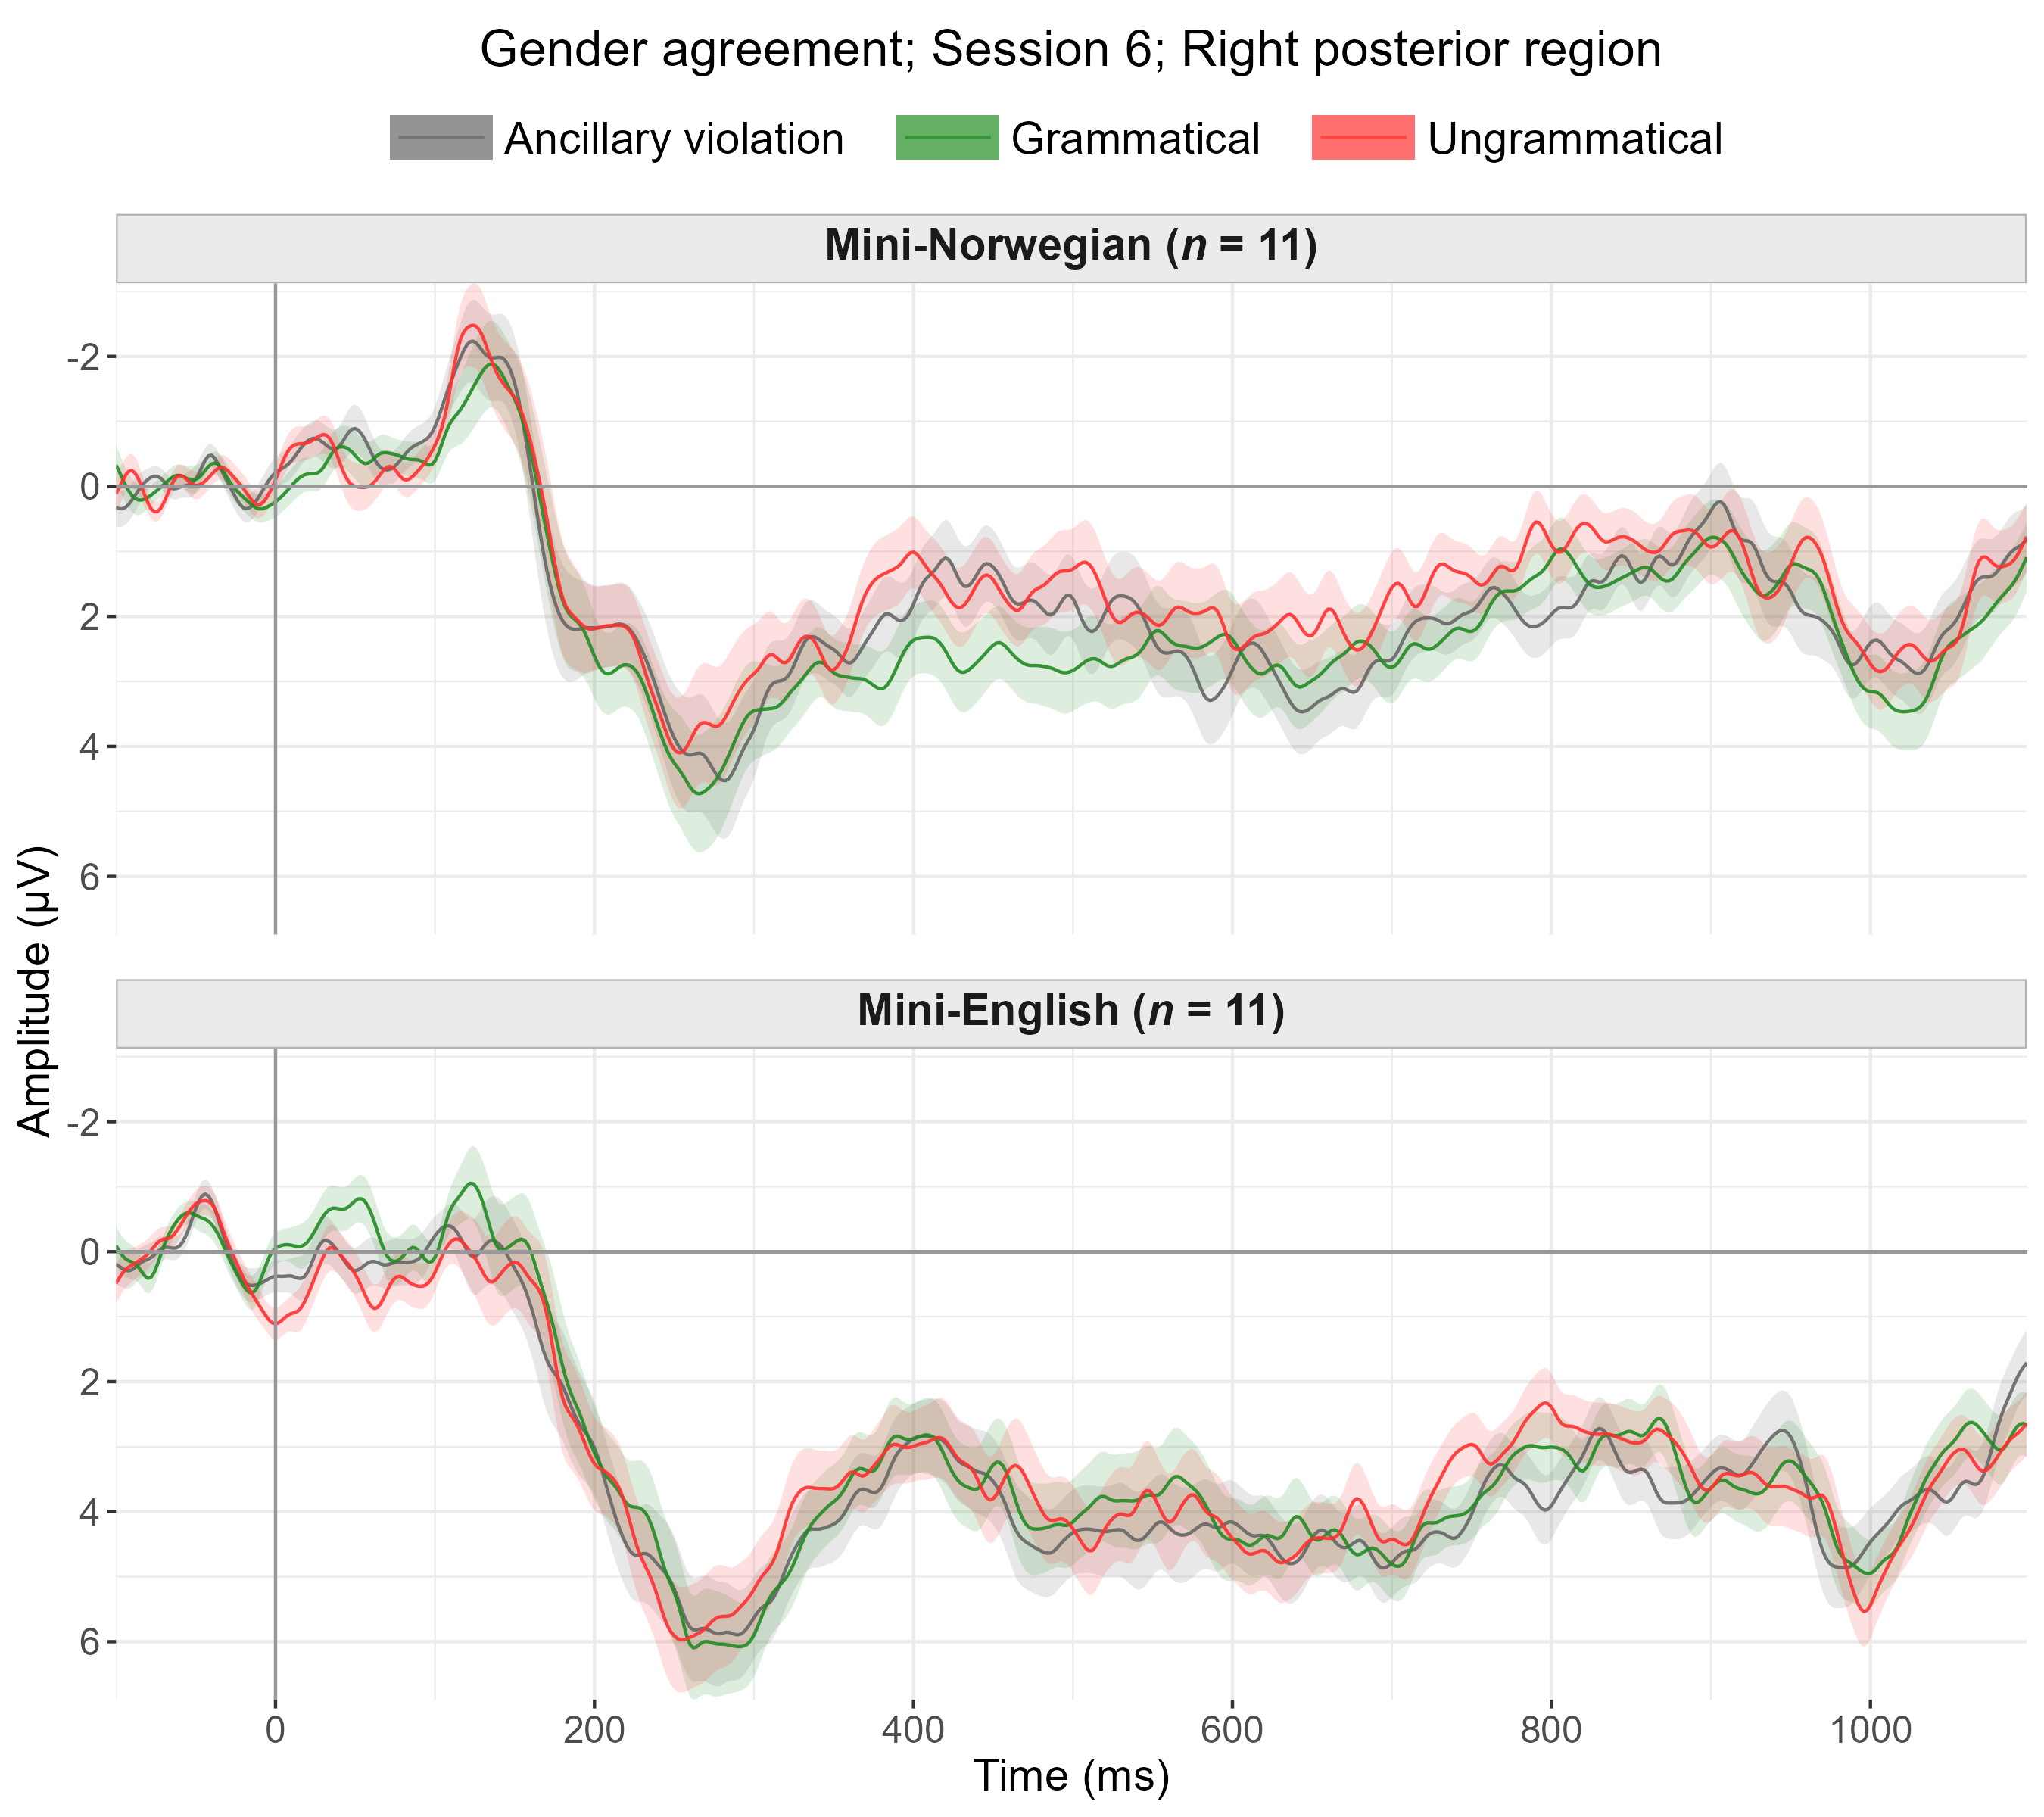 Gender agreement; Session 6; Right posterior region
Ancillary violation Grammatical Ungrammatical
Mini-Norwegian (n = 11)
-2
0
2
4
6
Amplitude (µV)
Mini-English (n = 11)
-2
0
2
4
6
0 200 400 600 800 1000
Time (ms)